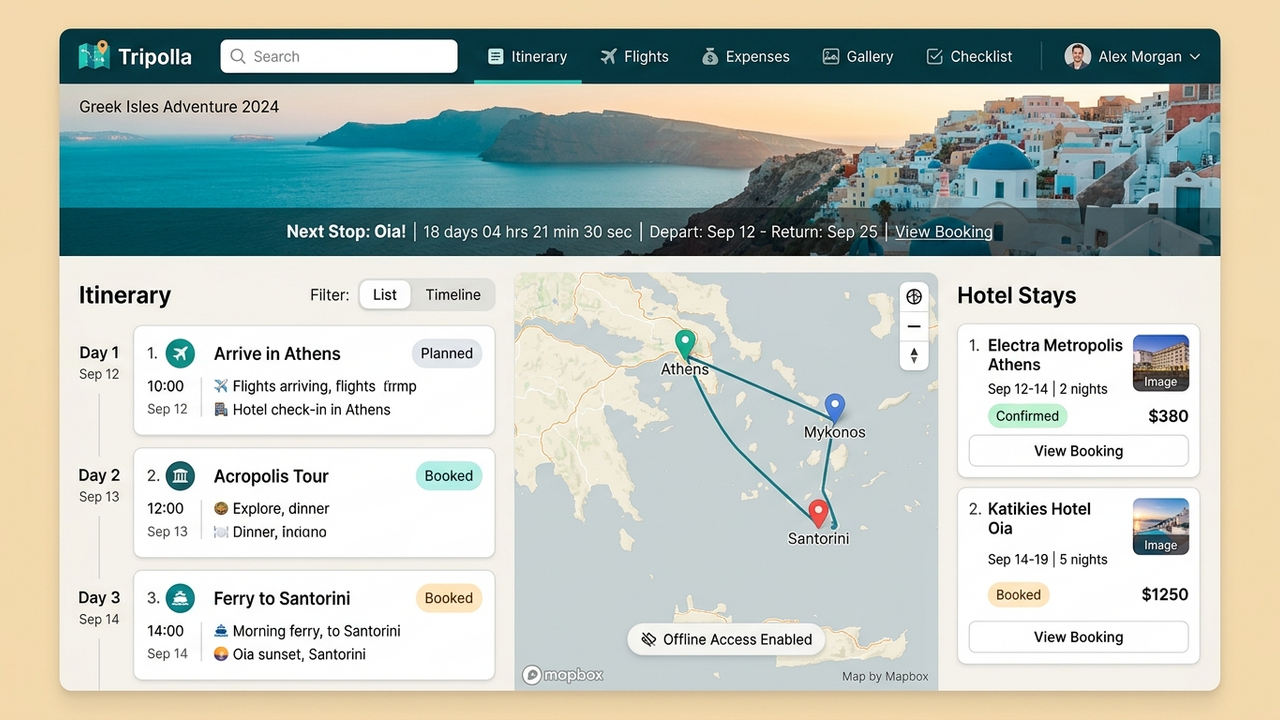 Tripolla
Search
Itinerary
Flights
Expenses
Gallery
Checklist
Alex Morgan
Greek Isles Adventure 2024
Next Stop: Oia! | 18 days 04 hrs 21 min 30 sec | Depart: Sep 12 - Return: Sep 25 | View Booking
Itinerary
Filter:
List
Timeline
Day 1
Sep 12
1.
Arrive in Athens
Planned
10:00
Sep 12
Flights arriving, flights
Hotel check-in in Athens
Day 2
Sep 13
2.
Acropolis Tour
Booked
12:00
Sep 13
Explore, dinner
Dinner,
Day 3
Sep 14
3.
Ferry to Santorini
Booked
14:00
Sep 14
Morning ferry, to Santorini
Oia sunset, Santorini
Athens
Mykonos
Santorini
Offline Access Enabled
mapbox
Map by Mapbox
Hotel Stays
1.
Electra Metropolis
Athens
Sep 12-14 | 2 nights
Image
Confirmed
$380
View Booking
2.
Katikies Hotel
Oia
Sep 14-19 | 5 nights
Image
Booked
$1250
View Booking